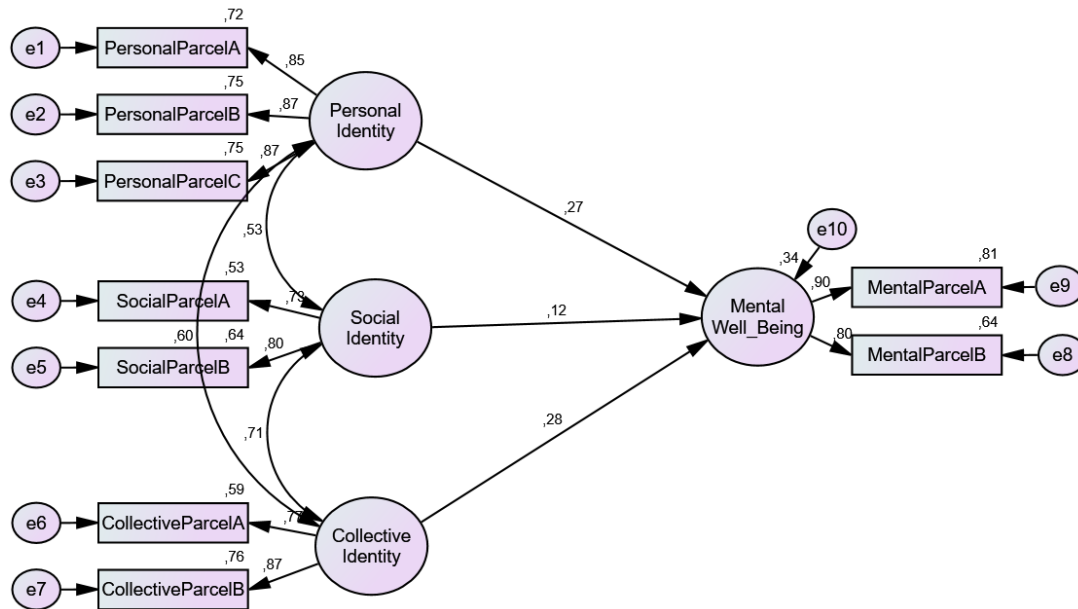 ,72
e1
PersonalParcelA
,85
,75
e2
PersonalParcelB
,87
Personal
Identity
,75
e3
PersonalParcelC
,87
,53
,27
,53
e4
SocialParcelA
,73
Social
Identity
,60
,64
e5
SocialParcelB
,80
,12
e10
,34
Mental
Well_Being
,90
,81
MentalParcelA
e9
,80
,64
MentalParcelB
e8
,71
,28
,59
e6
CollectiveParcelA
,77
Collective
Identity
,76
e7
CollectiveParcelB
,87